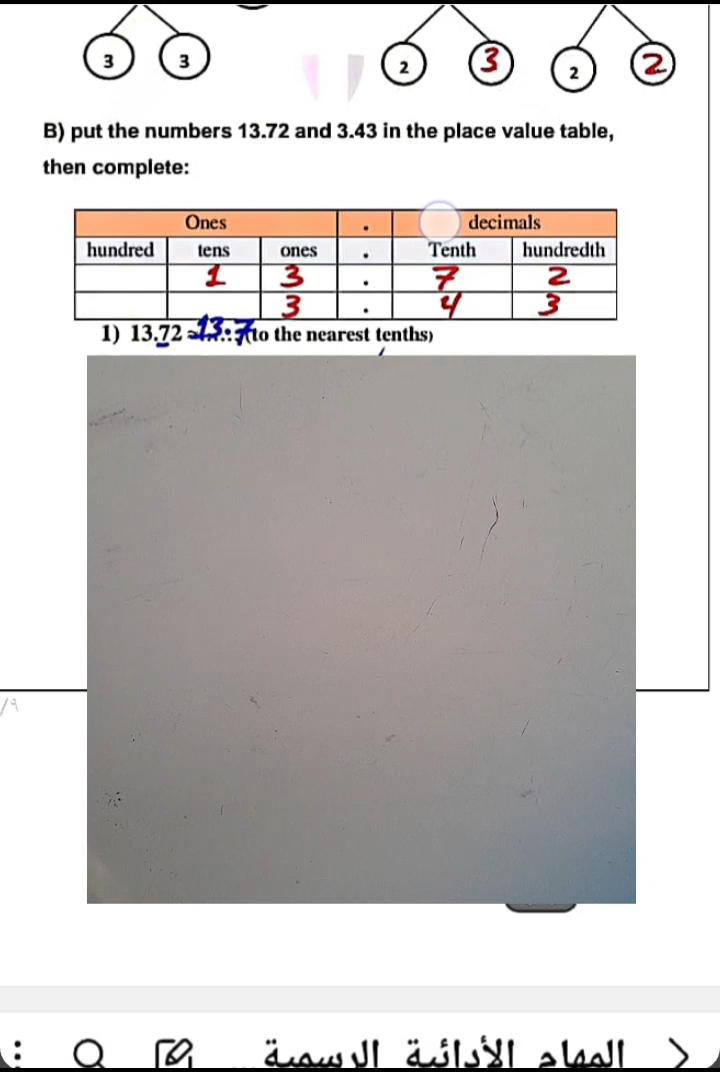 3 3 2 3 2 2
B) put the numbers 13.72 and 3.43 in the place value table,
then complete:
Ones . decimals
hundred tens ones . Tenth hundredth
1 3 . 7 2
3 . 4 3
1) 13.72 ≈ 13.7 (to the nearest tenths)
/٩
المهام الأدائية الرسمية ...